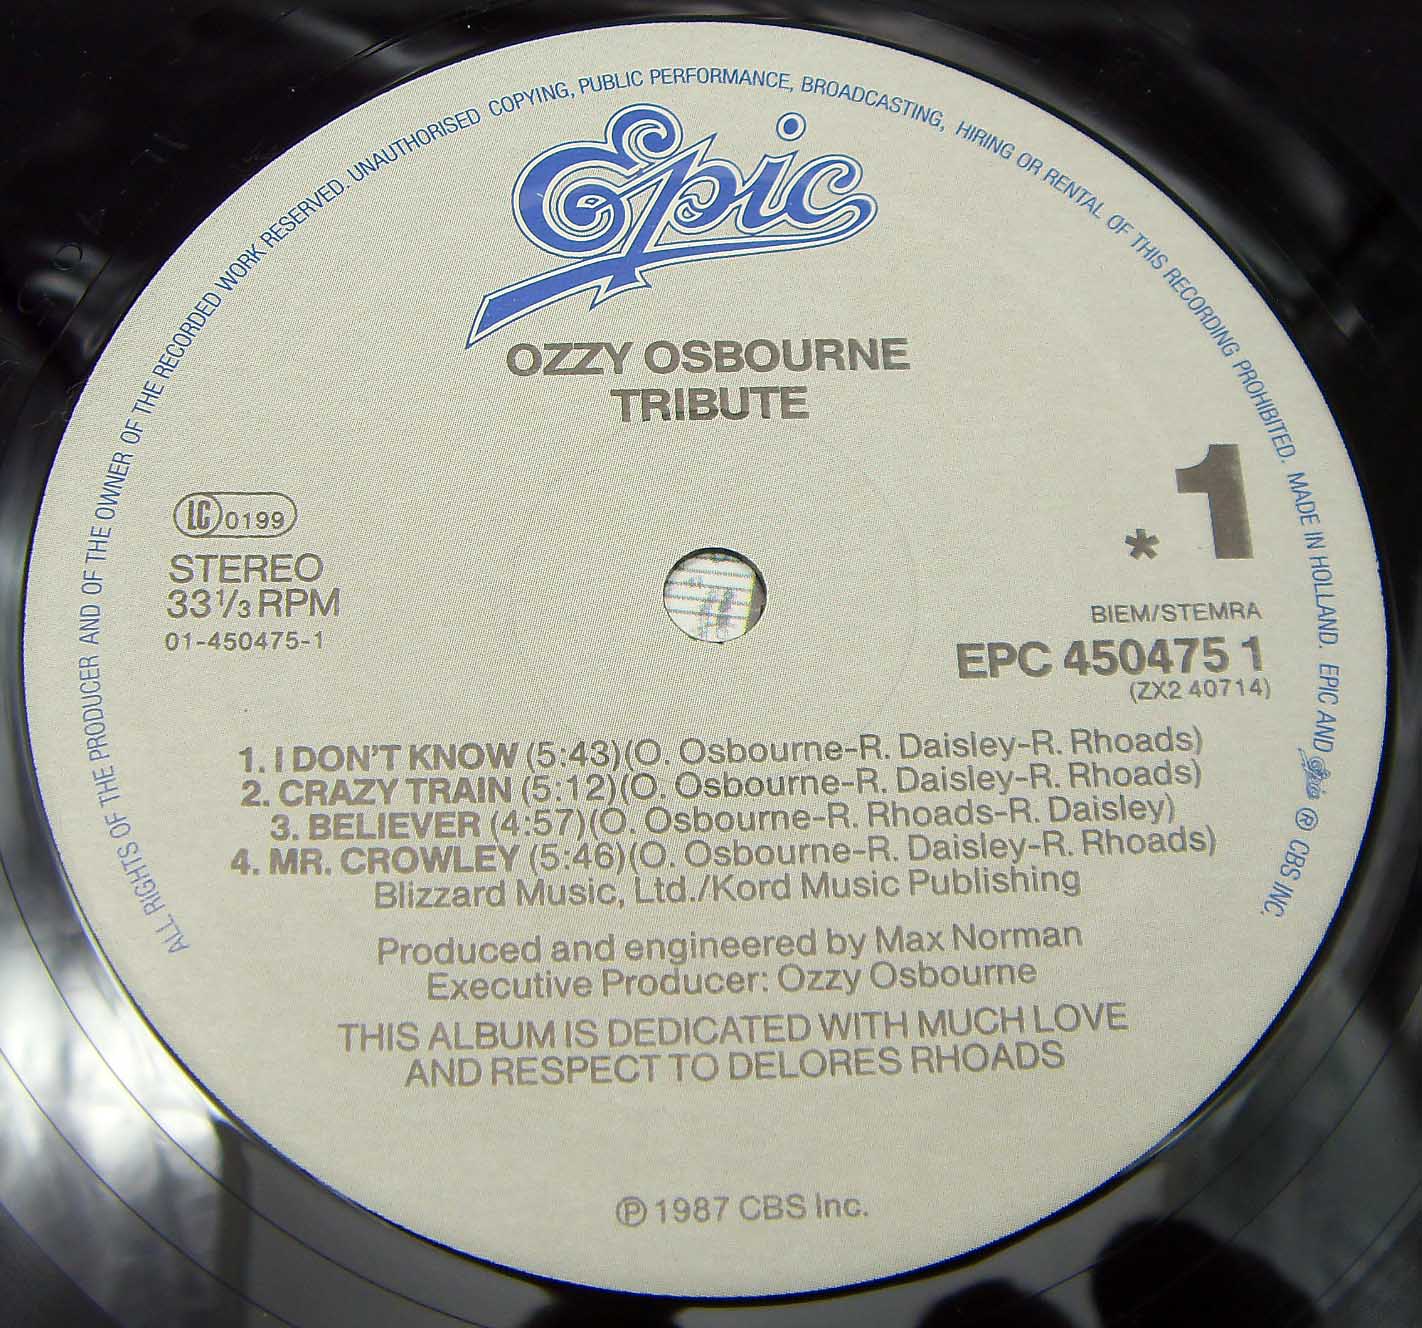 ALL RIGHTS OF THE PRODUCER AND OF THE OWNER OF THE RECORDED WORK RESERVED. UNAUTHORISED COPYING, PUBLIC PERFORMANCE, BROADCASTING, HIRING OR RENTAL OF THIS RECORDING PROHIBITED. MADE IN HOLLAND. EPIC AND Epic ® CBS INC.
Epic
OZZY OSBOURNE
TRIBUTE
LC 0199
STEREO
33 1/3 RPM
01-450475-1
*1
BIEM/STEMRA
EPC 450475 1
(ZX2 40714)
1. I DON'T KNOW (5:43)(O. Osbourne-R. Daisley-R. Rhoads)
2. CRAZY TRAIN (5:12)(O. Osbourne-R. Daisley-R. Rhoads)
3. BELIEVER (4:57)(O. Osbourne-R. Rhoads-R. Daisley)
4. MR. CROWLEY (5:46)(O. Osbourne-R. Daisley-R. Rhoads)
Blizzard Music, Ltd./Kord Music Publishing
Produced and engineered by Max Norman
Executive Producer: Ozzy Osbourne
THIS ALBUM IS DEDICATED WITH MUCH LOVE
AND RESPECT TO DELORES RHOADS
℗ 1987 CBS Inc.